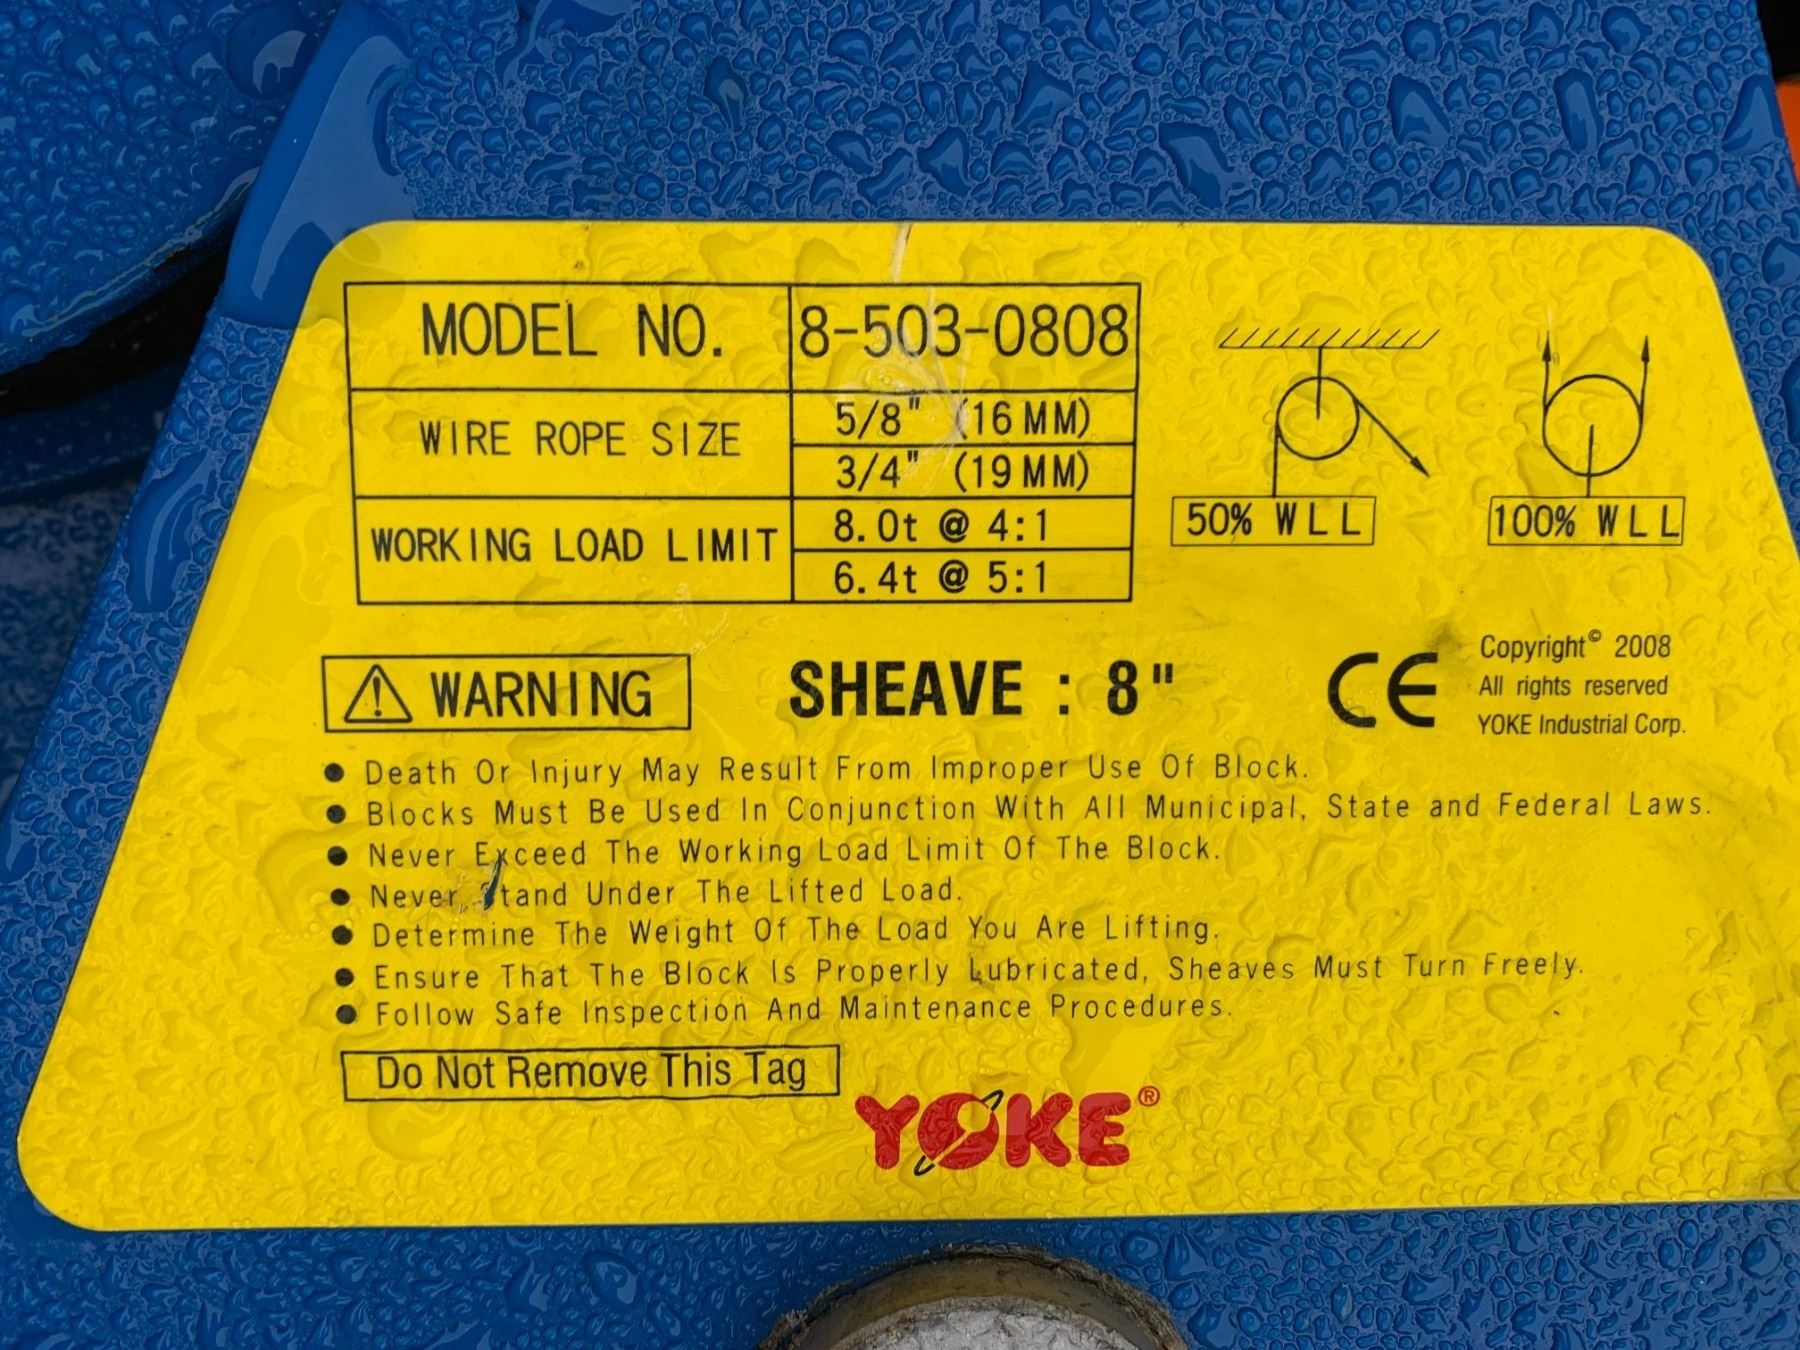 MODEL NO. 8-503-0808
WIRE ROPE SIZE 5/8" (16 MM)
3/4" (19 MM)
WORKING LOAD LIMIT 8.0t @ 4:1
6.4t @ 5:1
50% WLL
100% WLL
⚠ WARNING
SHEAVE : 8"
CE
Copyright© 2008
All rights reserved
YOKE Industrial Corp.
● Death Or Injury May Result From Improper Use Of Block.
● Blocks Must Be Used In Conjunction With All Municipal, State and Federal Laws.
● Never Exceed The Working Load Limit Of The Block.
● Never Stand Under The Lifted Load.
● Determine The Weight Of The Load You Are Lifting.
● Ensure That The Block Is Properly Lubricated, Sheaves Must Turn Freely.
● Follow Safe Inspection And Maintenance Procedures.
Do Not Remove This Tag
YOKE®